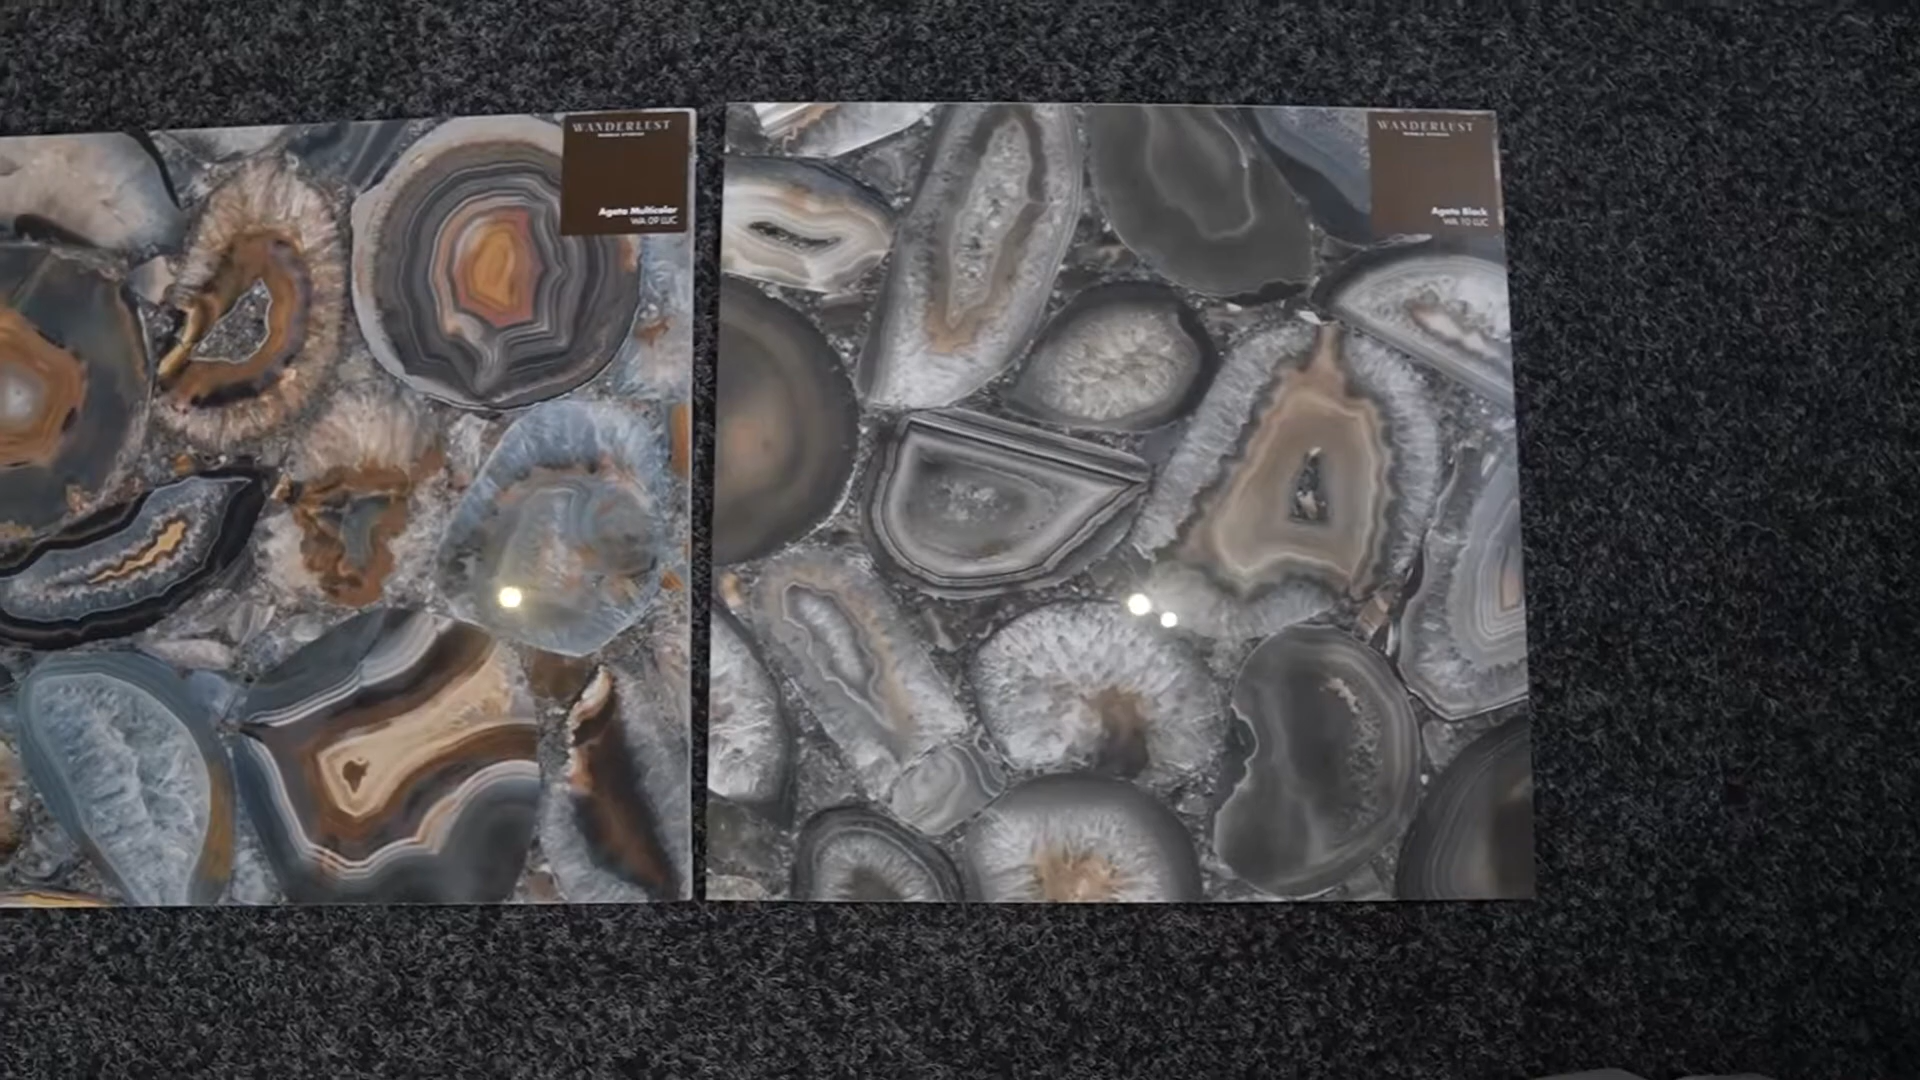 WANDERLUST
Agata Multicolor
WA 09 LUC
WANDERLUST
Agata Black
WA 10 LUC